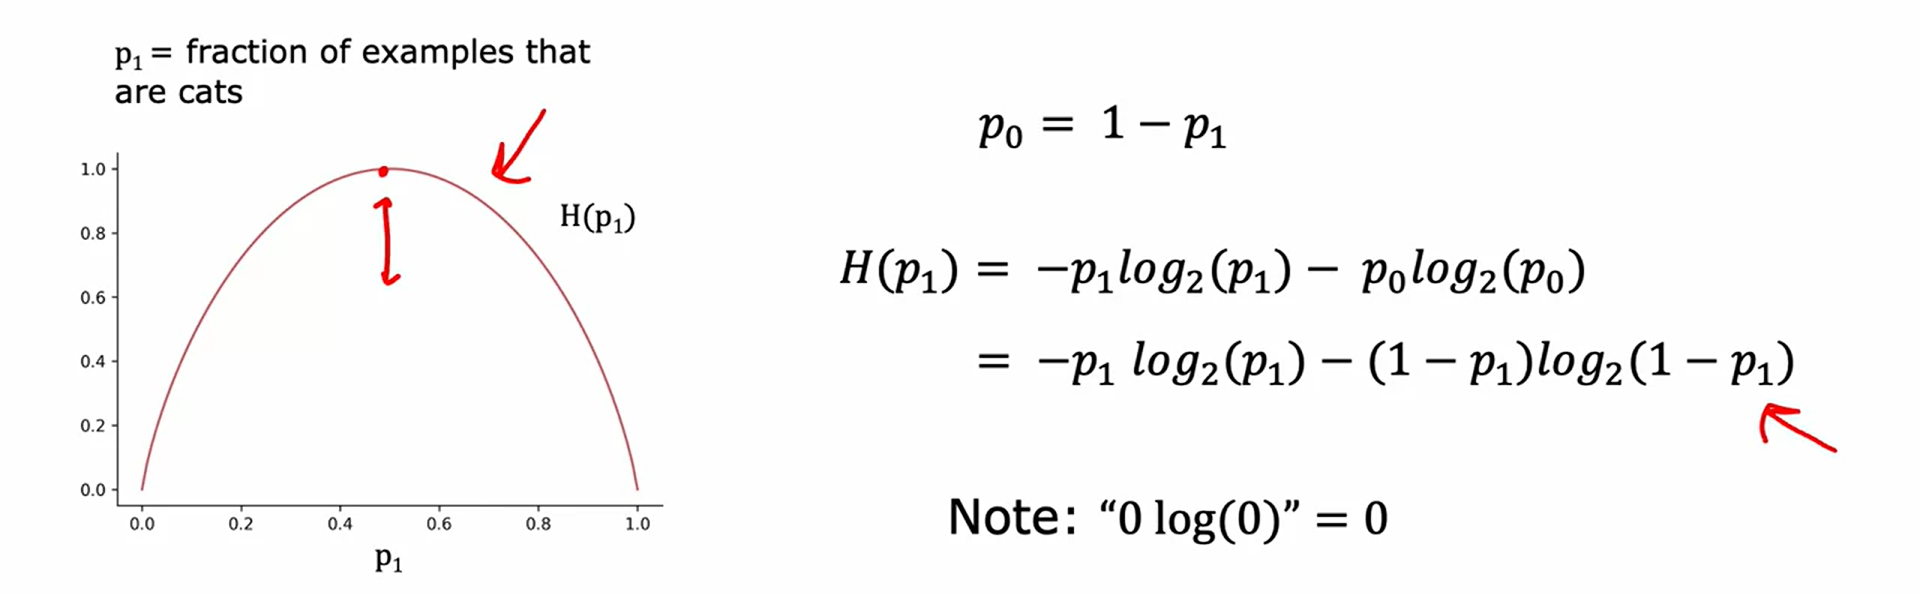 p₁ = fraction of examples that
are cats
1.0
0.8
0.6
0.4
0.2
0.0
0.0 0.2 0.4 0.6 0.8 1.0
p₁
H(p₁)
p₀ = 1 − p₁
H(p₁) = −p₁log₂(p₁) − p₀log₂(p₀)
= −p₁ log₂(p₁) − (1 − p₁)log₂(1 − p₁)
Note: “0 log(0)” = 0